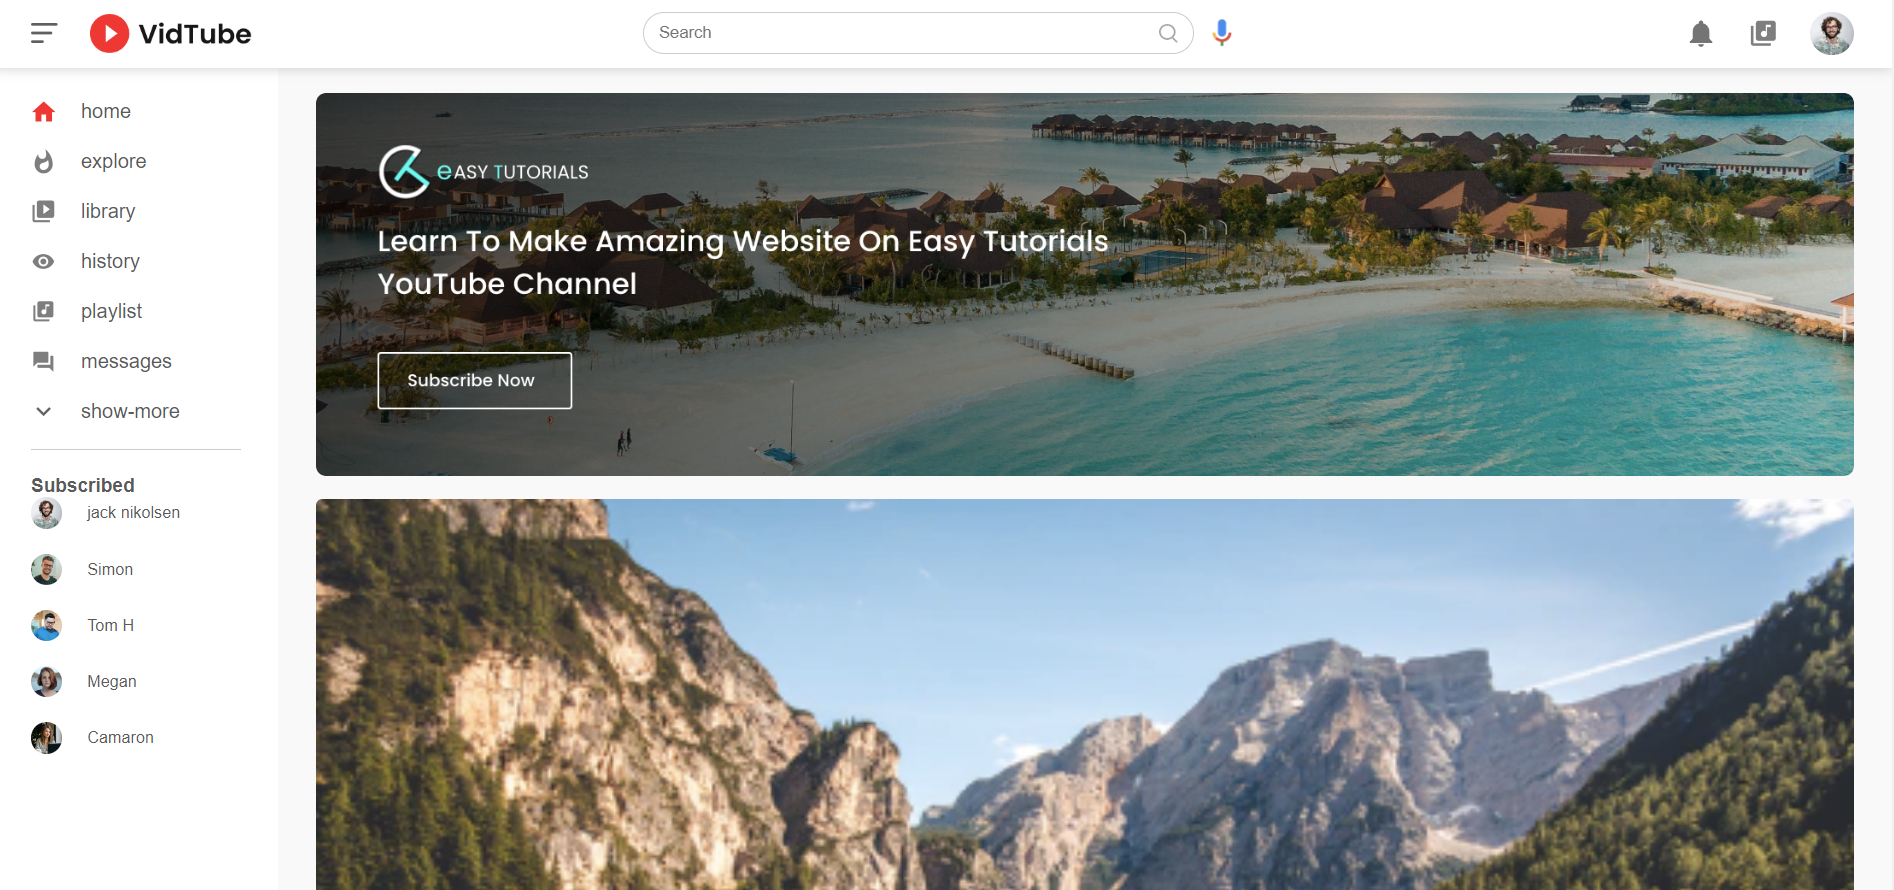 VidTube
Search
home
explore
library
history
playlist
messages
show-more
Subscribed
jack nikolsen
Simon
Tom H
Megan
Camaron
eASY TUTORIALS
Learn To Make Amazing Website On Easy Tutorials
YouTube Channel
Subscribe Now